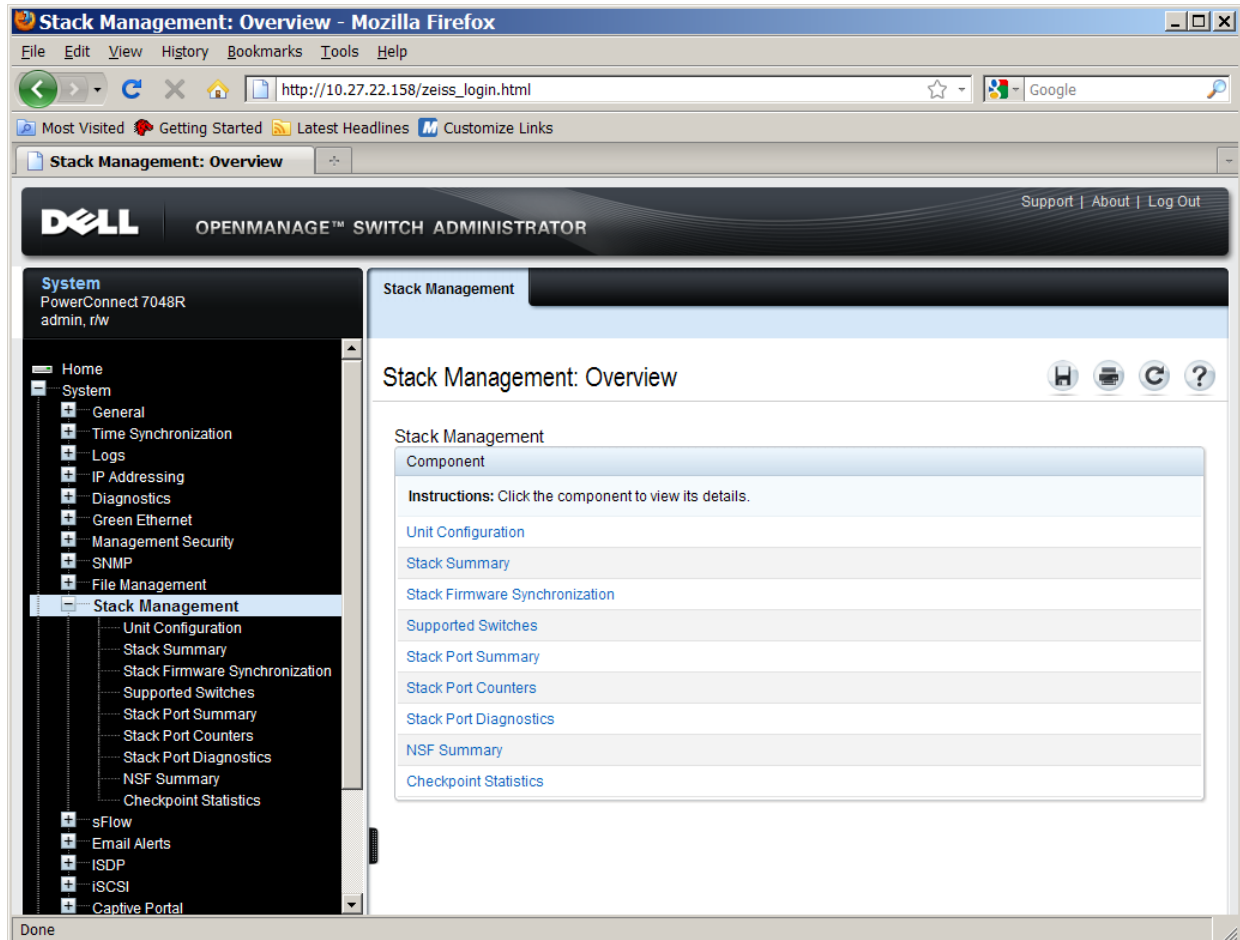 Stack Management: Overview - Mozilla Firefox
File Edit View History Bookmarks Tools Help
http://10.27.22.158/zeiss_login.html
Google
Most Visited Getting Started Latest Headlines Customize Links
Stack Management: Overview
Support | About | Log Out
DELL OPENMANAGE™ SWITCH ADMINISTRATOR
System
PowerConnect 7048R
admin, r/w
Home
System
General
Time Synchronization
Logs
IP Addressing
Diagnostics
Green Ethernet
Management Security
SNMP
File Management
Stack Management
Unit Configuration
Stack Summary
Stack Firmware Synchronization
Supported Switches
Stack Port Summary
Stack Port Counters
Stack Port Diagnostics
NSF Summary
Checkpoint Statistics
sFlow
Email Alerts
ISDP
iSCSI
Captive Portal
Stack Management
Stack Management: Overview
Stack Management
Component
Instructions: Click the component to view its details.
Unit Configuration
Stack Summary
Stack Firmware Synchronization
Supported Switches
Stack Port Summary
Stack Port Counters
Stack Port Diagnostics
NSF Summary
Checkpoint Statistics
Done